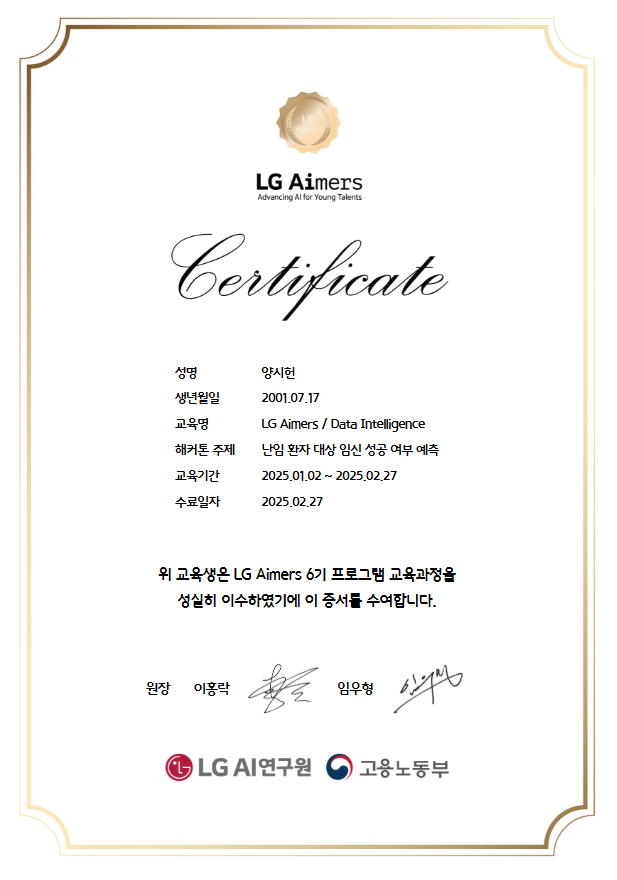 LG
Aimers
LG Aimers
Advancing AI for Young Talents
Certificate
성명 양시헌
생년월일 2001.07.17
교육명 LG Aimers / Data Intelligence
해커톤 주제 난임 환자 대상 임신 성공 여부 예측
교육기간 2025.01.02 ~ 2025.02.27
수료일자 2025.02.27
위 교육생은 LG Aimers 6기 프로그램 교육과정을
성실히 이수하였기에 이 증서를 수여합니다.
원장 이홍락 임우형
LG AI연구원 고용노동부